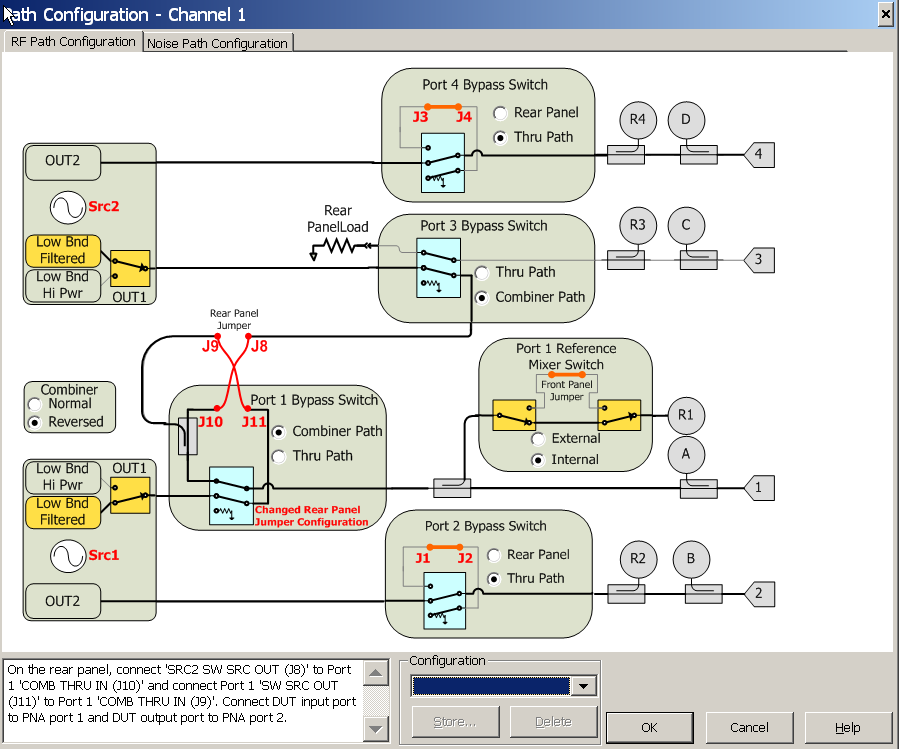 ath Configuration - Channel 1
RF Path Configuration
Noise Path Configuration
Port 4 Bypass Switch
J3
J4
Rear Panel
Thru Path
R4
D
4
OUT2
Src2
Low Bnd
Filtered
Low Bnd
Hi Pwr
OUT1
Rear
PanelLoad
Port 3 Bypass Switch
Thru Path
Combiner Path
R3
C
3
Rear Panel
Jumper
J9
J8
Port 1 Reference
Mixer Switch
Front Panel
Jumper
External
Internal
R1
A
1
Combiner
Normal
Reversed
Port 1 Bypass Switch
J10
J11
Combiner Path
Thru Path
Changed Rear Panel
Jumper Configuration
Low Bnd
Hi Pwr
OUT1
Low Bnd
Filtered
Src1
OUT2
Port 2 Bypass Switch
J1
J2
Rear Panel
Thru Path
R2
B
2
On the rear panel, connect 'SRC2 SW SRC OUT (J8)' to Port
1 'COMB THRU IN (J10)' and connect Port 1 'SW SRC OUT
(J11)' to Port 1 'COMB THRU IN (J9)'. Connect DUT input port
to PNA port 1 and DUT output port to PNA port 2.
Configuration
Store...
Delete
OK
Cancel
Help